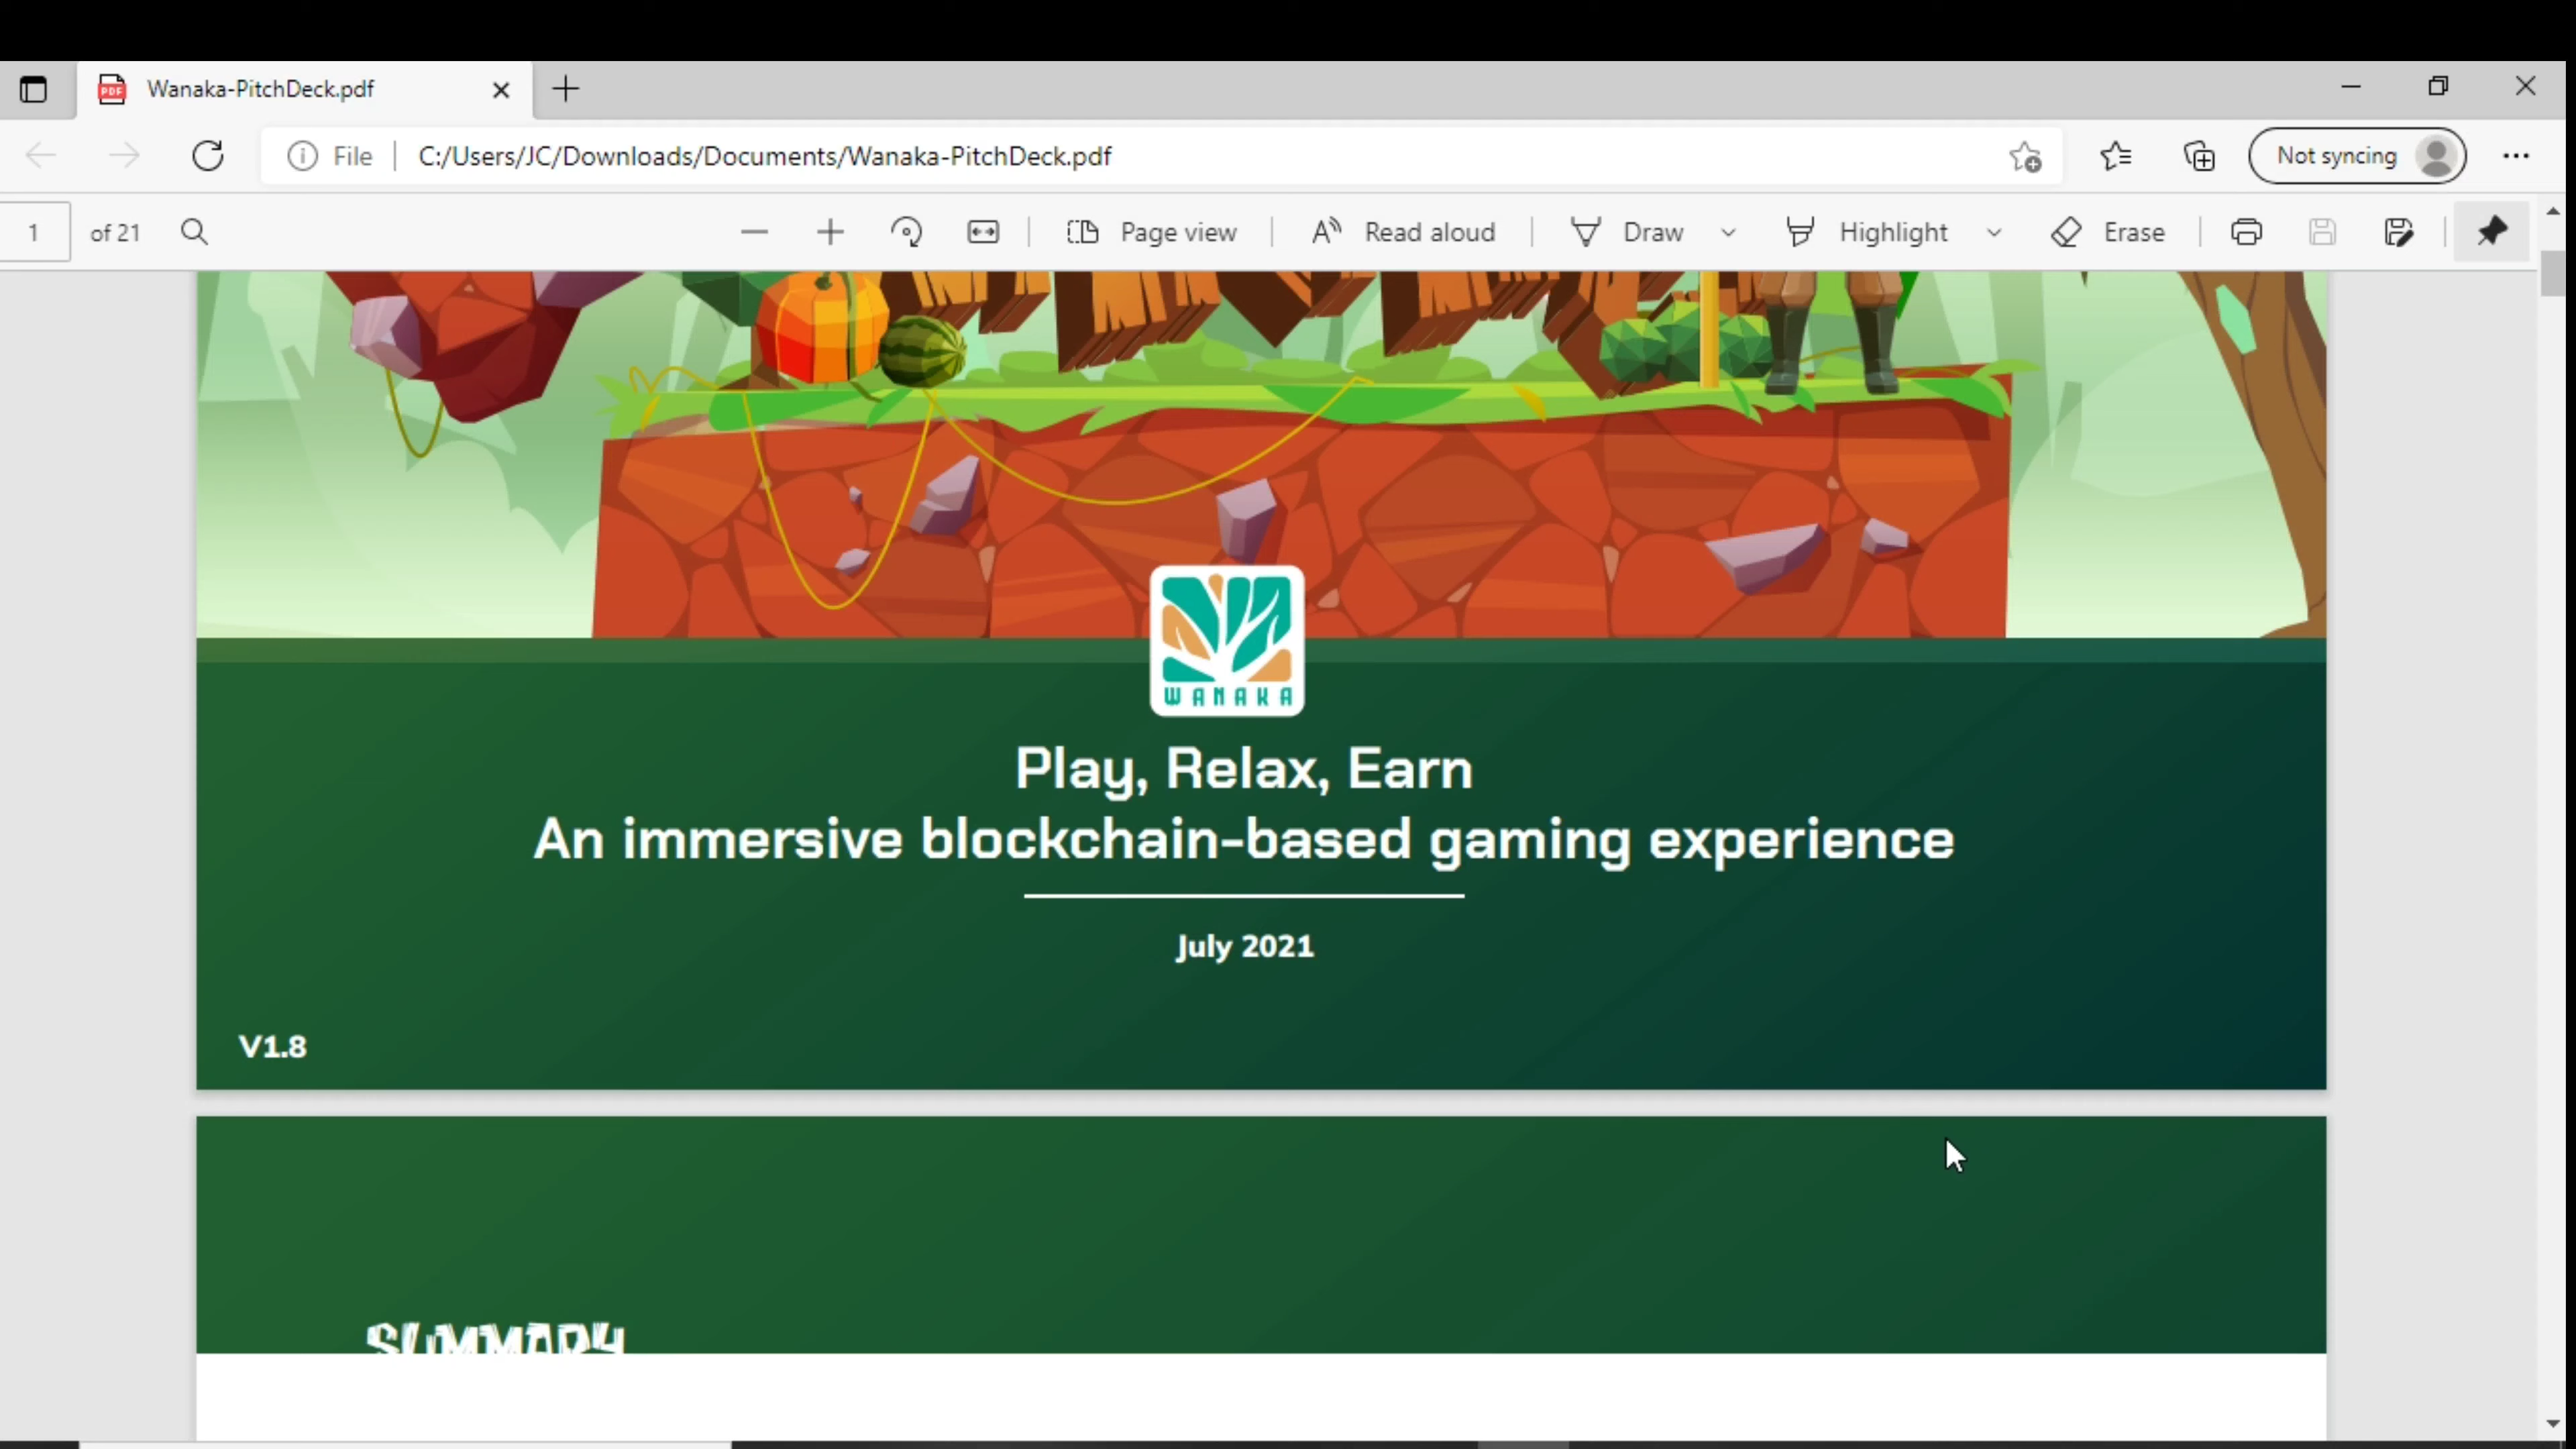 Wanaka-PitchDeck.pdf
File C:/Users/JC/Downloads/Documents/Wanaka-PitchDeck.pdf Not syncing
1 of 21 Page view Read aloud Draw Highlight Erase
WANAKA
Play, Relax, Earn
An immersive blockchain-based gaming experience
July 2021
V1.8
SUMMARY